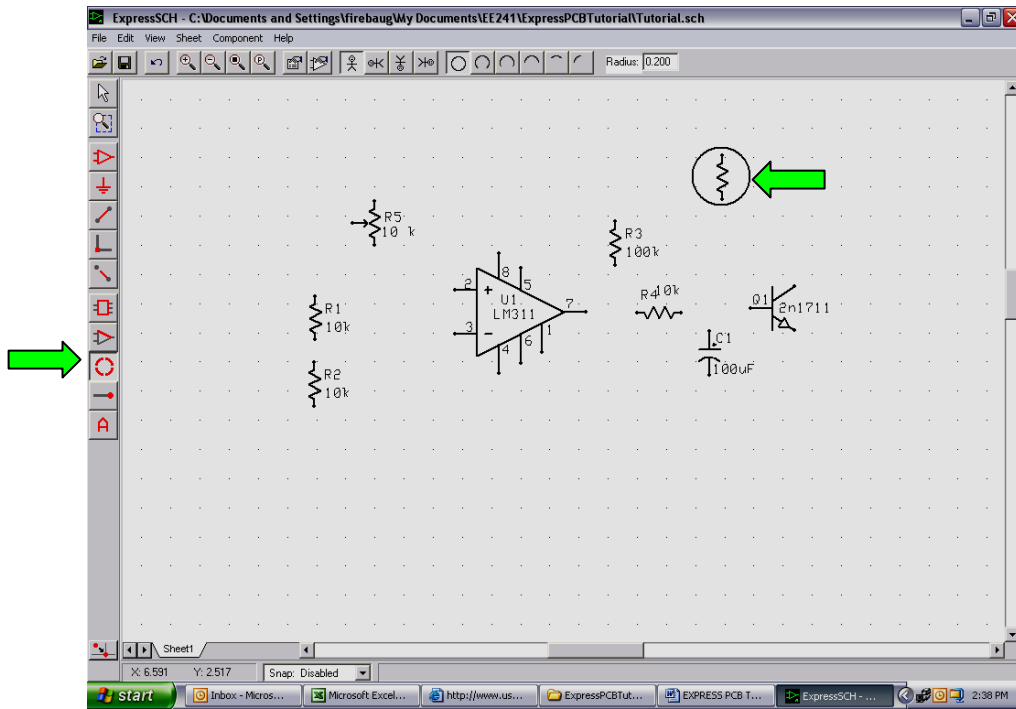 ExpressSCH - C:\Documents and Settings\firebaug\My Documents\EE241\ExpressPCBTutorial\Tutorial.sch
File Edit View Sheet Component Help
Radius: 0.200
R5
10 k
R3
100k
8
5
2
+
U1
7
LM311
3
-
1
6
4
R1
10k
R2
10k
R4 10k
Q1
2n1711
C1
100uF
A
Sheet1
X: 6.591 Y: 2.517 Snap: Disabled
start Inbox - Micros... Microsoft Excel... http://www.us... ExpressPCBTut... EXPRESS PCB T... ExpressSCH - ... 2:38 PM